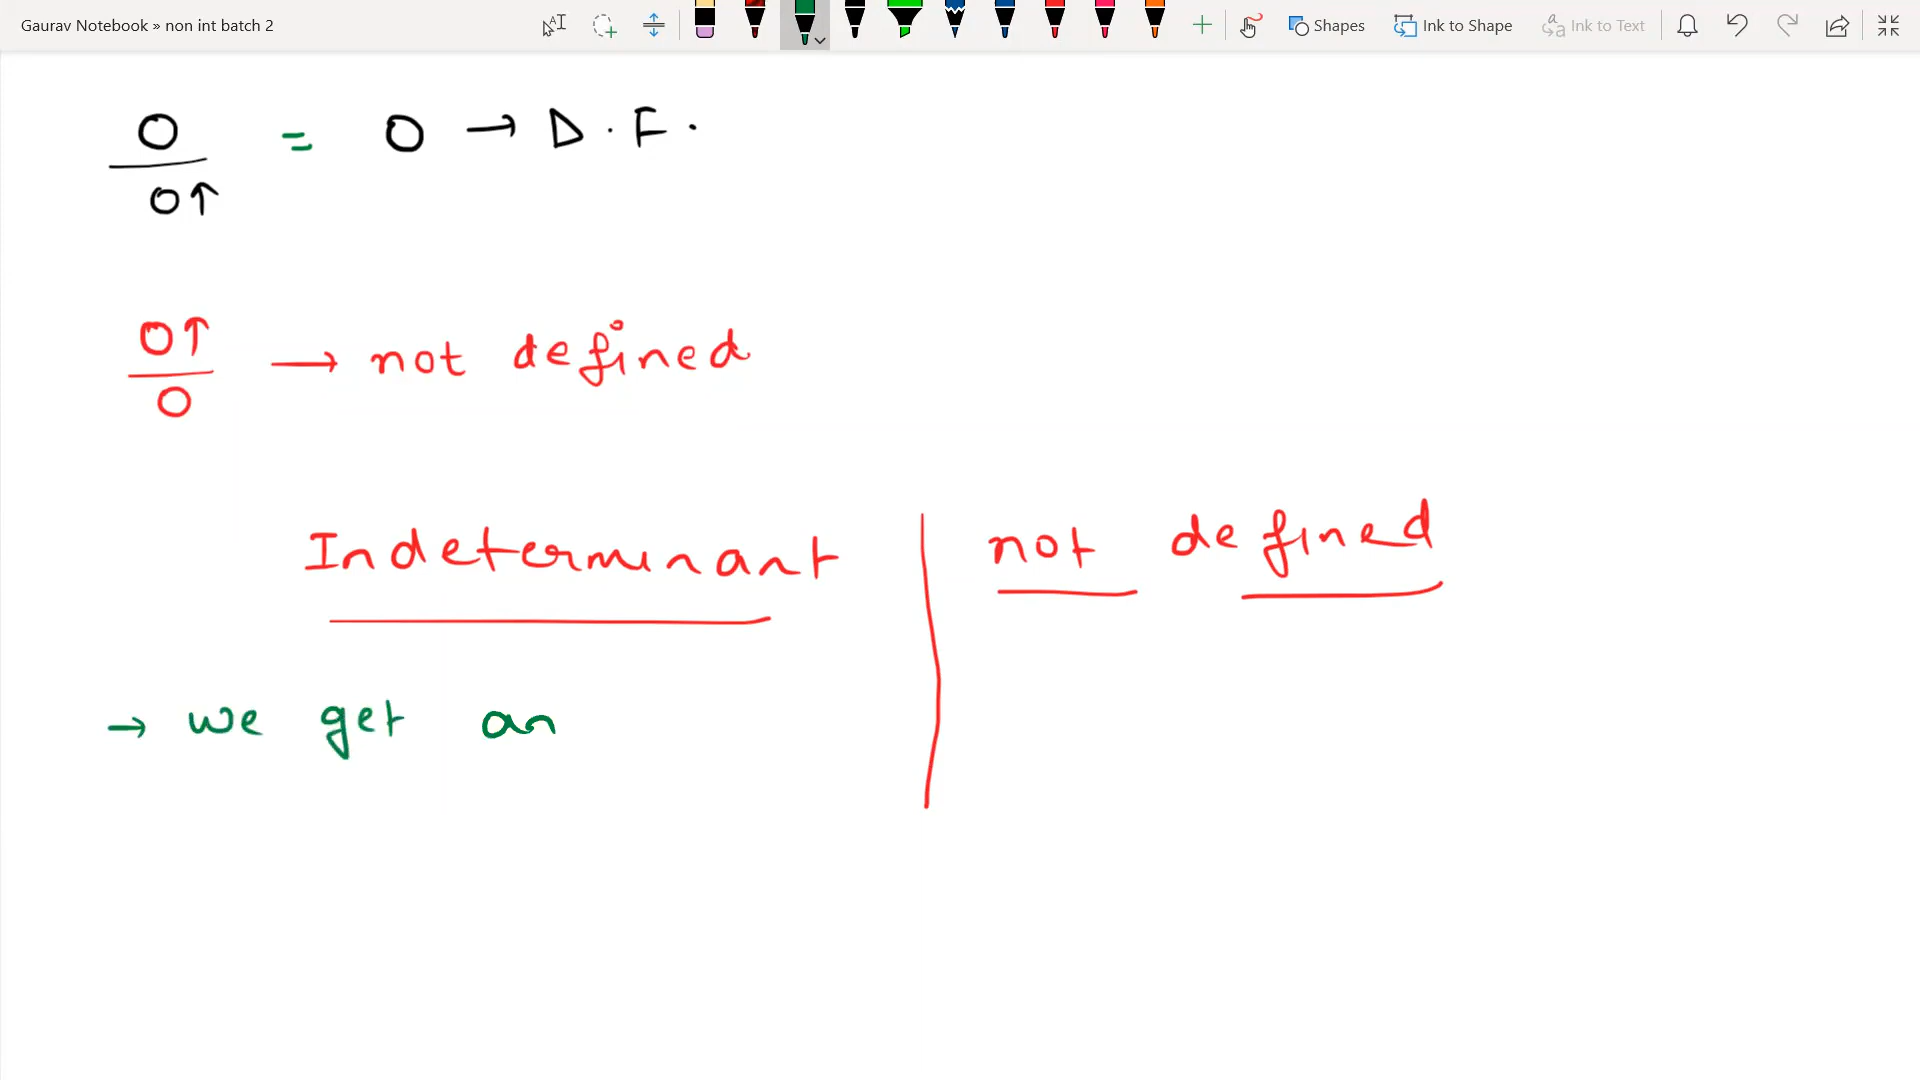 Gaurav Notebook » non int batch 2
Shapes
Ink to Shape
Ink to Text
0 = 0 → D.F.
0↑
0↑ → not defined
0
Indeterminant | not defined
→ we get an